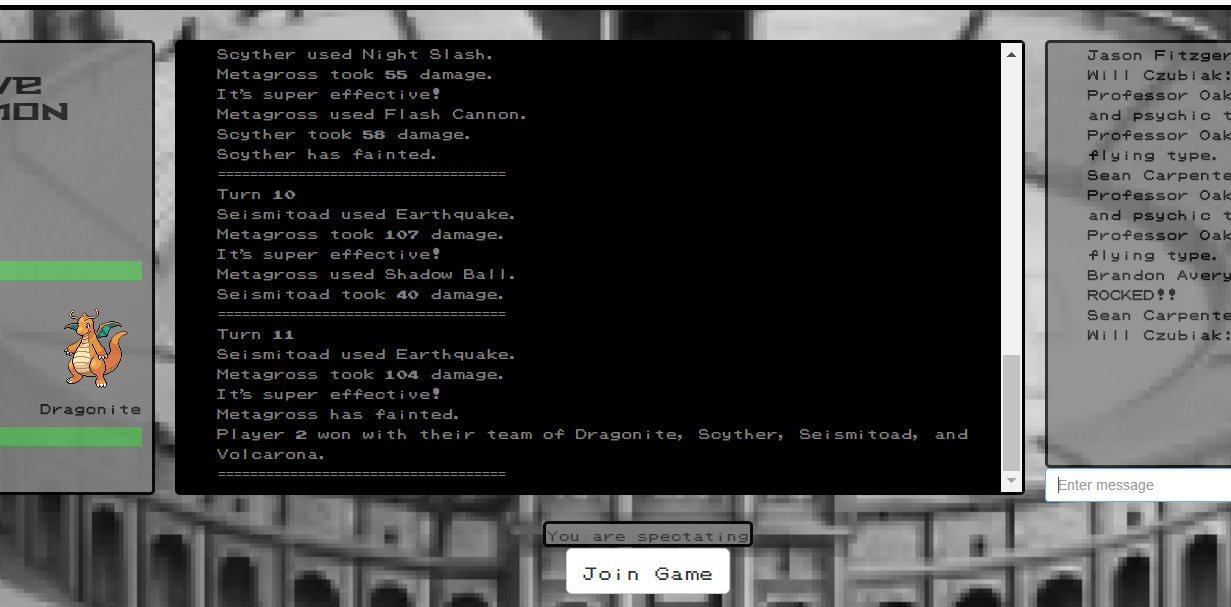 VE
MON
Dragonite
Scyther used Night Slash.
Metagross took 55 damage.
It's super effective!
Metagross used Flash Cannon.
Scyther took 58 damage.
Scyther has fainted.
====================================
Turn 10
Seismitoad used Earthquake.
Metagross took 107 damage.
It's super effective!
Metagross used Shadow Ball.
Seismitoad took 40 damage.
====================================
Turn 11
Seismitoad used Earthquake.
Metagross took 104 damage.
It's super effective!
Metagross has fainted.
Player 2 won with their team of Dragonite, Scyther, Seismitoad, and
Volcarona.
====================================
You are spectating
Join Game
Jason Fitzger
Will Czubiak:
Professor Oak
and psychic t
Professor Oak
flying type.
Sean Carpente
Professor Oak
and psychic t
Professor Oak
flying type.
Brandon Avery
ROCKED!!
Sean Carpente
Will Czubiak:
Enter message